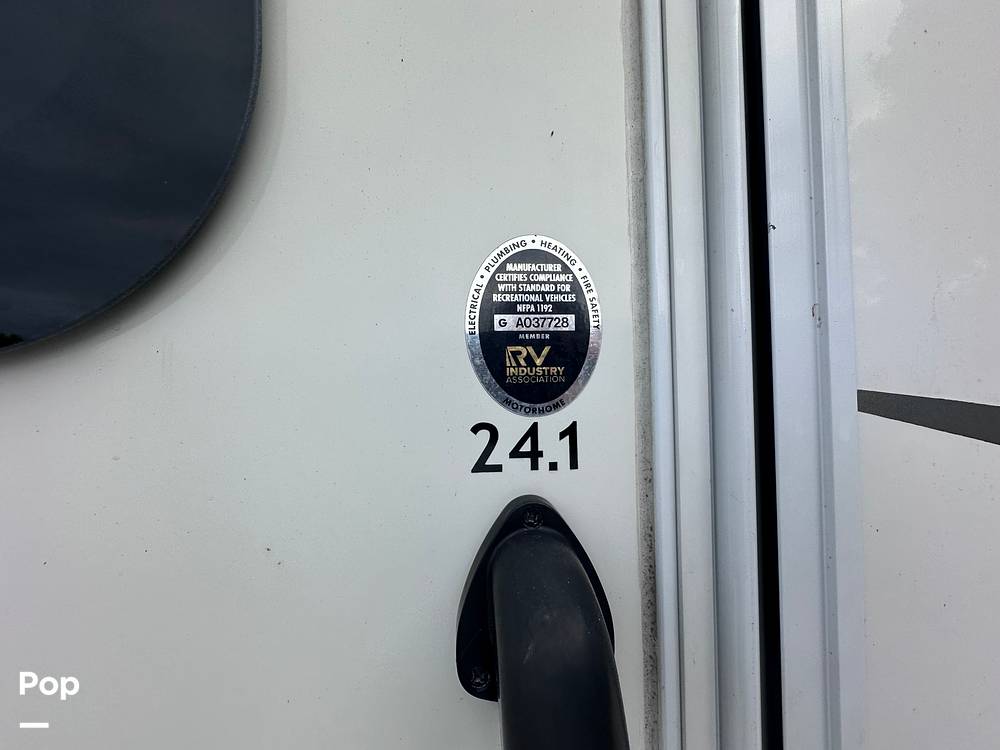 ELECTRICAL • PLUMBING • HEATING • FIRE SAFETY
MANUFACTURER
CERTIFIES COMPLIANCE
WITH STANDARD FOR
RECREATIONAL VEHICLES
NFPA 1192
G A037728
MEMBER
RV
INDUSTRY
ASSOCIATION
MOTORHOME
24.1
Pop